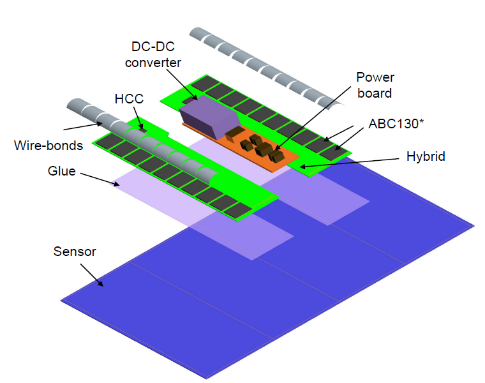 DC-DC
converter
HCC
Wire-bonds
Glue
Sensor
Power
board
ABC130*
Hybrid